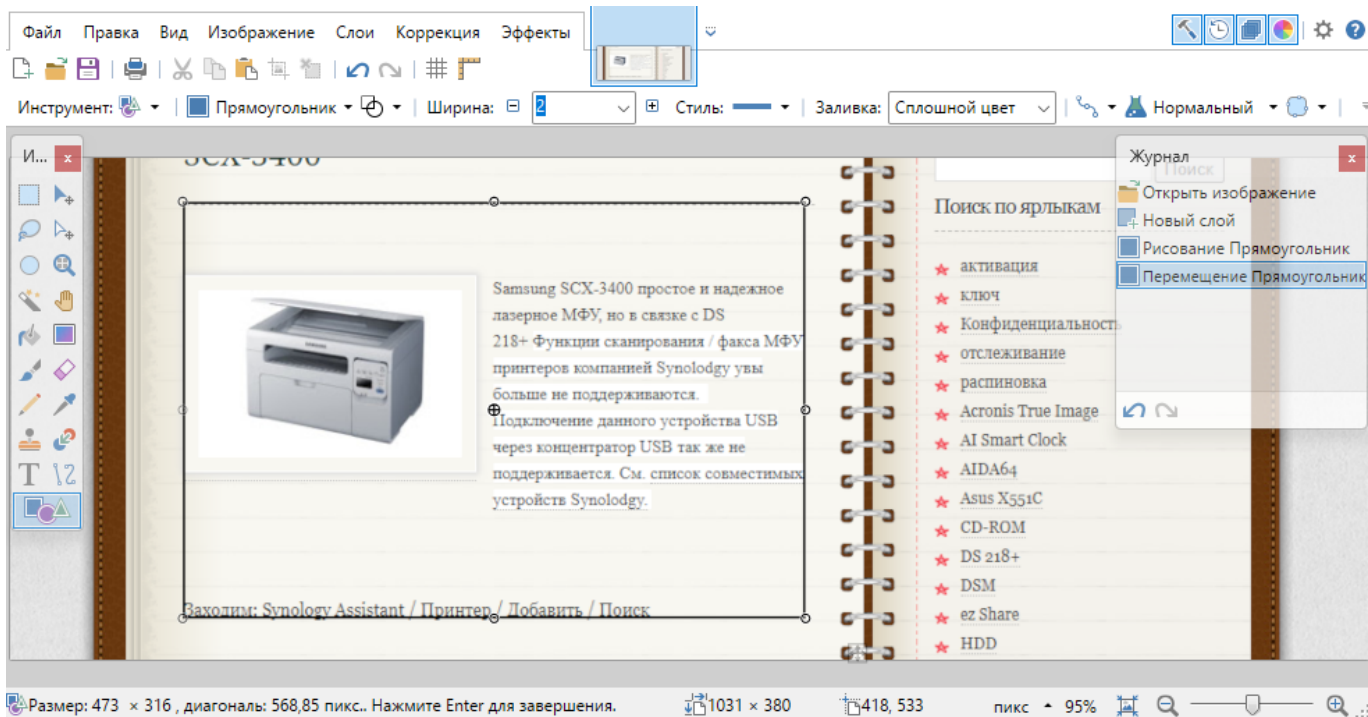 Файл Правка Вид Изображение Слои Коррекция Эффекты
Инструмент: Прямоугольник Ширина: 2 Стиль: Заливка: Сплошной цвет Нормальный
И...
SCX-3400
Samsung SCX-3400 простое и надежное
лазерное МФУ, но в связке с DS
218+ Функции сканирования / факса МФУ
принтеров компанией Synolodgy увы
больше не поддерживаются.
Подключение данного устройства USB
через концентратор USB так же не
поддерживается. См. список совместимых
устройств Synolodgy.
Заходим: Synology Assistant / Принтер / Добавить / Поиск
SAMSUNG
Поиск по ярлыкам
активация
ключ
Конфиденциальность
отслеживание
распиновка
Acronis True Image
AI Smart Clock
AIDA64
Asus X551C
CD-ROM
DS 218+
DSM
ez Share
HDD
Журнал
Поиск
Открыть изображение
Новый слой
Рисование Прямоугольник
Перемещение Прямоугольник
Размер: 473 × 316 , диагональ: 568,85 пикс.. Нажмите Enter для завершения. 1031 × 380 418, 533 пикс 95%